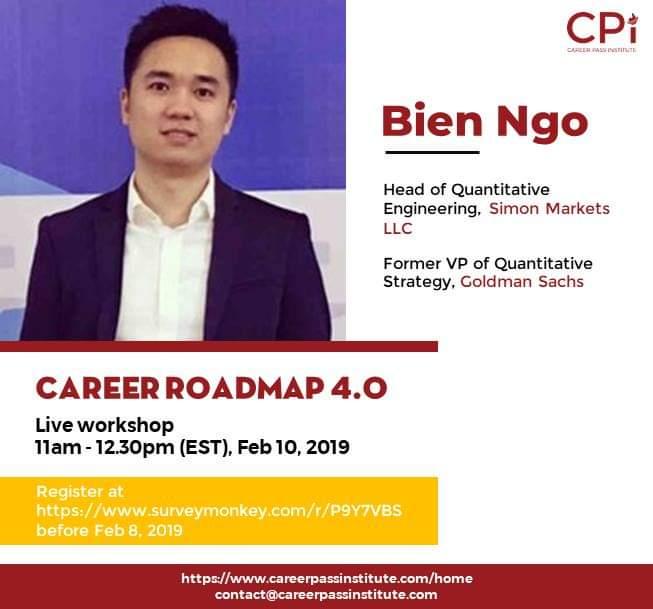 CPi
CAREER PASS INSTITUTE
Bien Ngo
Head of Quantitative
Engineering, Simon Markets
LLC
Former VP of Quantitative
Strategy, Goldman Sachs
CAREER ROADMAP 4.0
Live workshop
11am - 12.30pm (EST), Feb 10, 2019
Register at
https://www.surveymonkey.com/r/P9Y7VBS
before Feb 8, 2019
https://www.careerpassinstitute.com/home
contact@careerpassinstitute.com